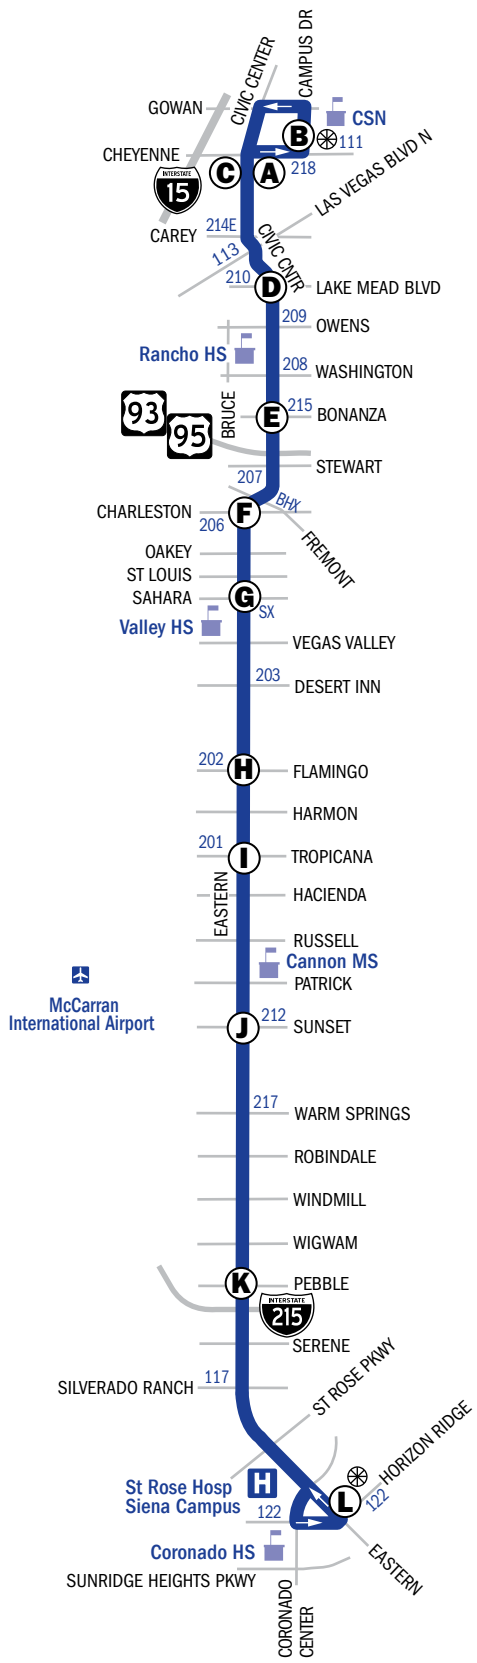 CAMPUS DR
CIVIC CENTER
GOWAN
CSN
B
111
CHEYENNE
C
A
218
INTERSTATE
15
LAS VEGAS BLVD N
214E
CAREY
CIVIC CNTR
113
210
D
LAKE MEAD BLVD
209
OWENS
Rancho HS
208
WASHINGTON
93
BRUCE
215
E
BONANZA
95
STEWART
207
BHX
CHARLESTON
F
206
FREMONT
OAKEY
ST LOUIS
SAHARA
G
SX
Valley HS
VEGAS VALLEY
203
DESERT INN
202
H
FLAMINGO
HARMON
201
I
TROPICANA
EASTERN
HACIENDA
RUSSELL
Cannon MS
PATRICK
McCarran
International Airport
J
212
SUNSET
217
WARM SPRINGS
ROBINDALE
WINDMILL
WIGWAM
K
PEBBLE
INTERSTATE
215
SERENE
117
SILVERADO RANCH
ST ROSE PKWY
HORIZON RIDGE
St Rose Hosp
Siena Campus
H
L
122
122
Coronado HS
EASTERN
SUNRIDGE HEIGHTS PKWY
CORONADO
CENTER